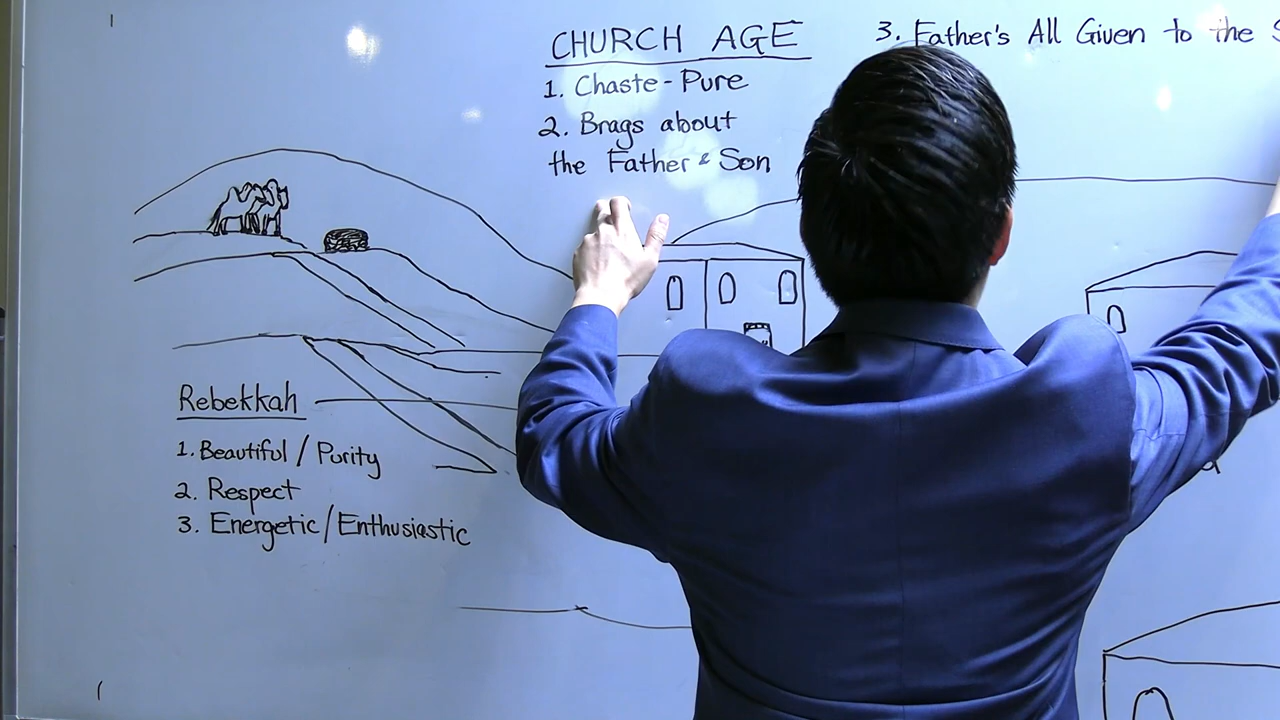 CHURCH AGE
1. Chaste - Pure
2. Brags about
the Father & Son
3. Father's All Given to the
Rebekkah
1. Beautiful / Purity
2. Respect
3. Energetic / Enthusiastic